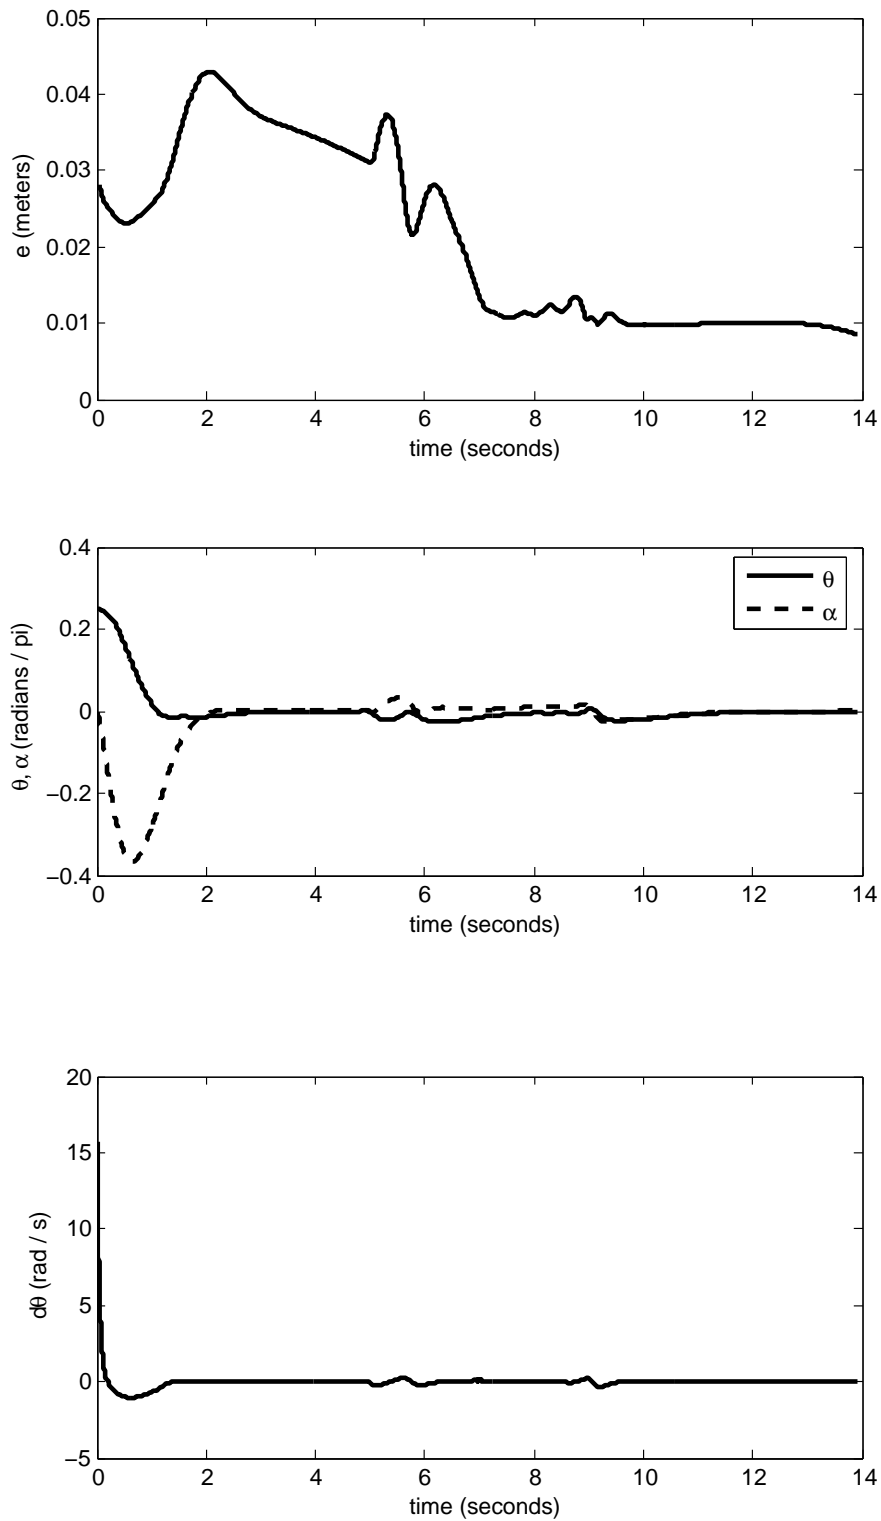 0.05
0.04
0.03
0.02
0.01
0
e (meters)
0 2 4 6 8 10 12 14
time (seconds)
0.4
0.2
0
−0.2
−0.4
θ, α (radians / pi)
θ
α
0 2 4 6 8 10 12 14
time (seconds)
20
15
10
5
0
−5
dθ (rad / s)
0 2 4 6 8 10 12 14
time (seconds)